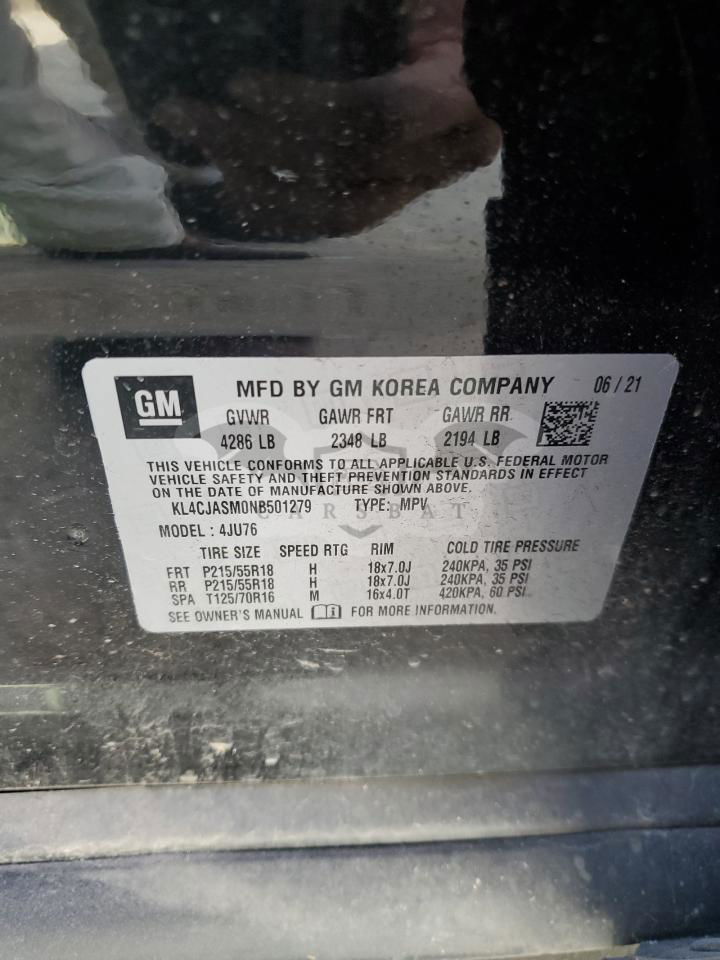 GM
MFD BY GM KOREA COMPANY 06/21
GVWR GAWR FRT GAWR RR
4286 LB 2348 LB 2194 LB
THIS VEHICLE CONFORMS TO ALL APPLICABLE U.S. FEDERAL MOTOR
VEHICLE SAFETY AND THEFT PREVENTION STANDARDS IN EFFECT
ON THE DATE OF MANUFACTURE SHOWN ABOVE.
KL4CJASM0NB501279 TYPE: MPV
CARSBAT
MODEL : 4JU76
TIRE SIZE SPEED RTG RIM COLD TIRE PRESSURE
FRT P215/55R18 H 18x7.0J 240KPA, 35 PSI
RR P215/55R18 H 18x7.0J 240KPA, 35 PSI
SPA T125/70R16 M 16x4.0T 420KPA, 60 PSI
SEE OWNER'S MANUAL FOR MORE INFORMATION.